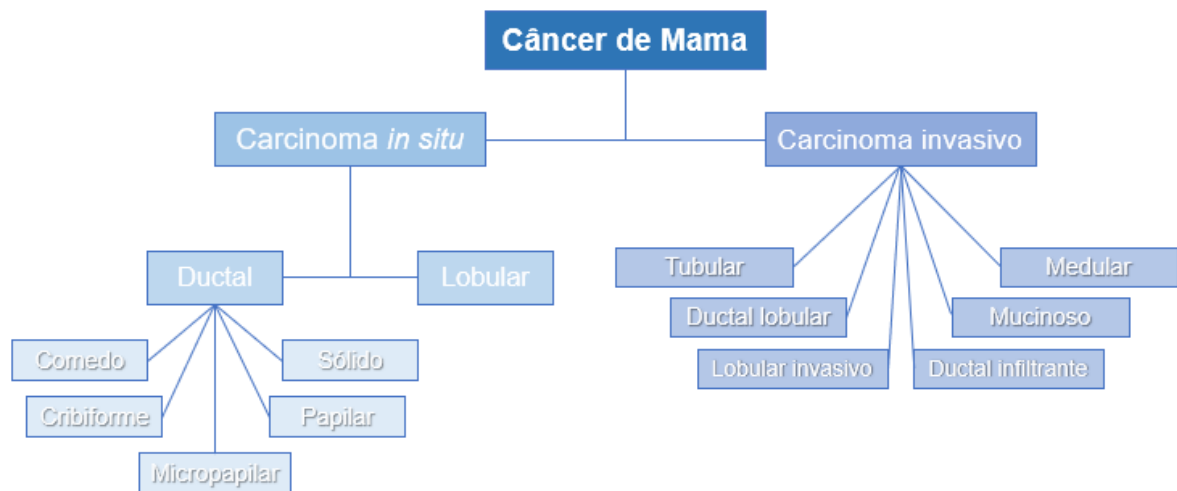 Câncer de Mama
Carcinoma in situ
Carcinoma invasivo
Ductal
Lobular
Tubular
Medular
Ductal lobular
Mucinoso
Lobular invasivo
Ductal infiltrante
Comedo
Sólido
Cribiforme
Papilar
Micropapilar